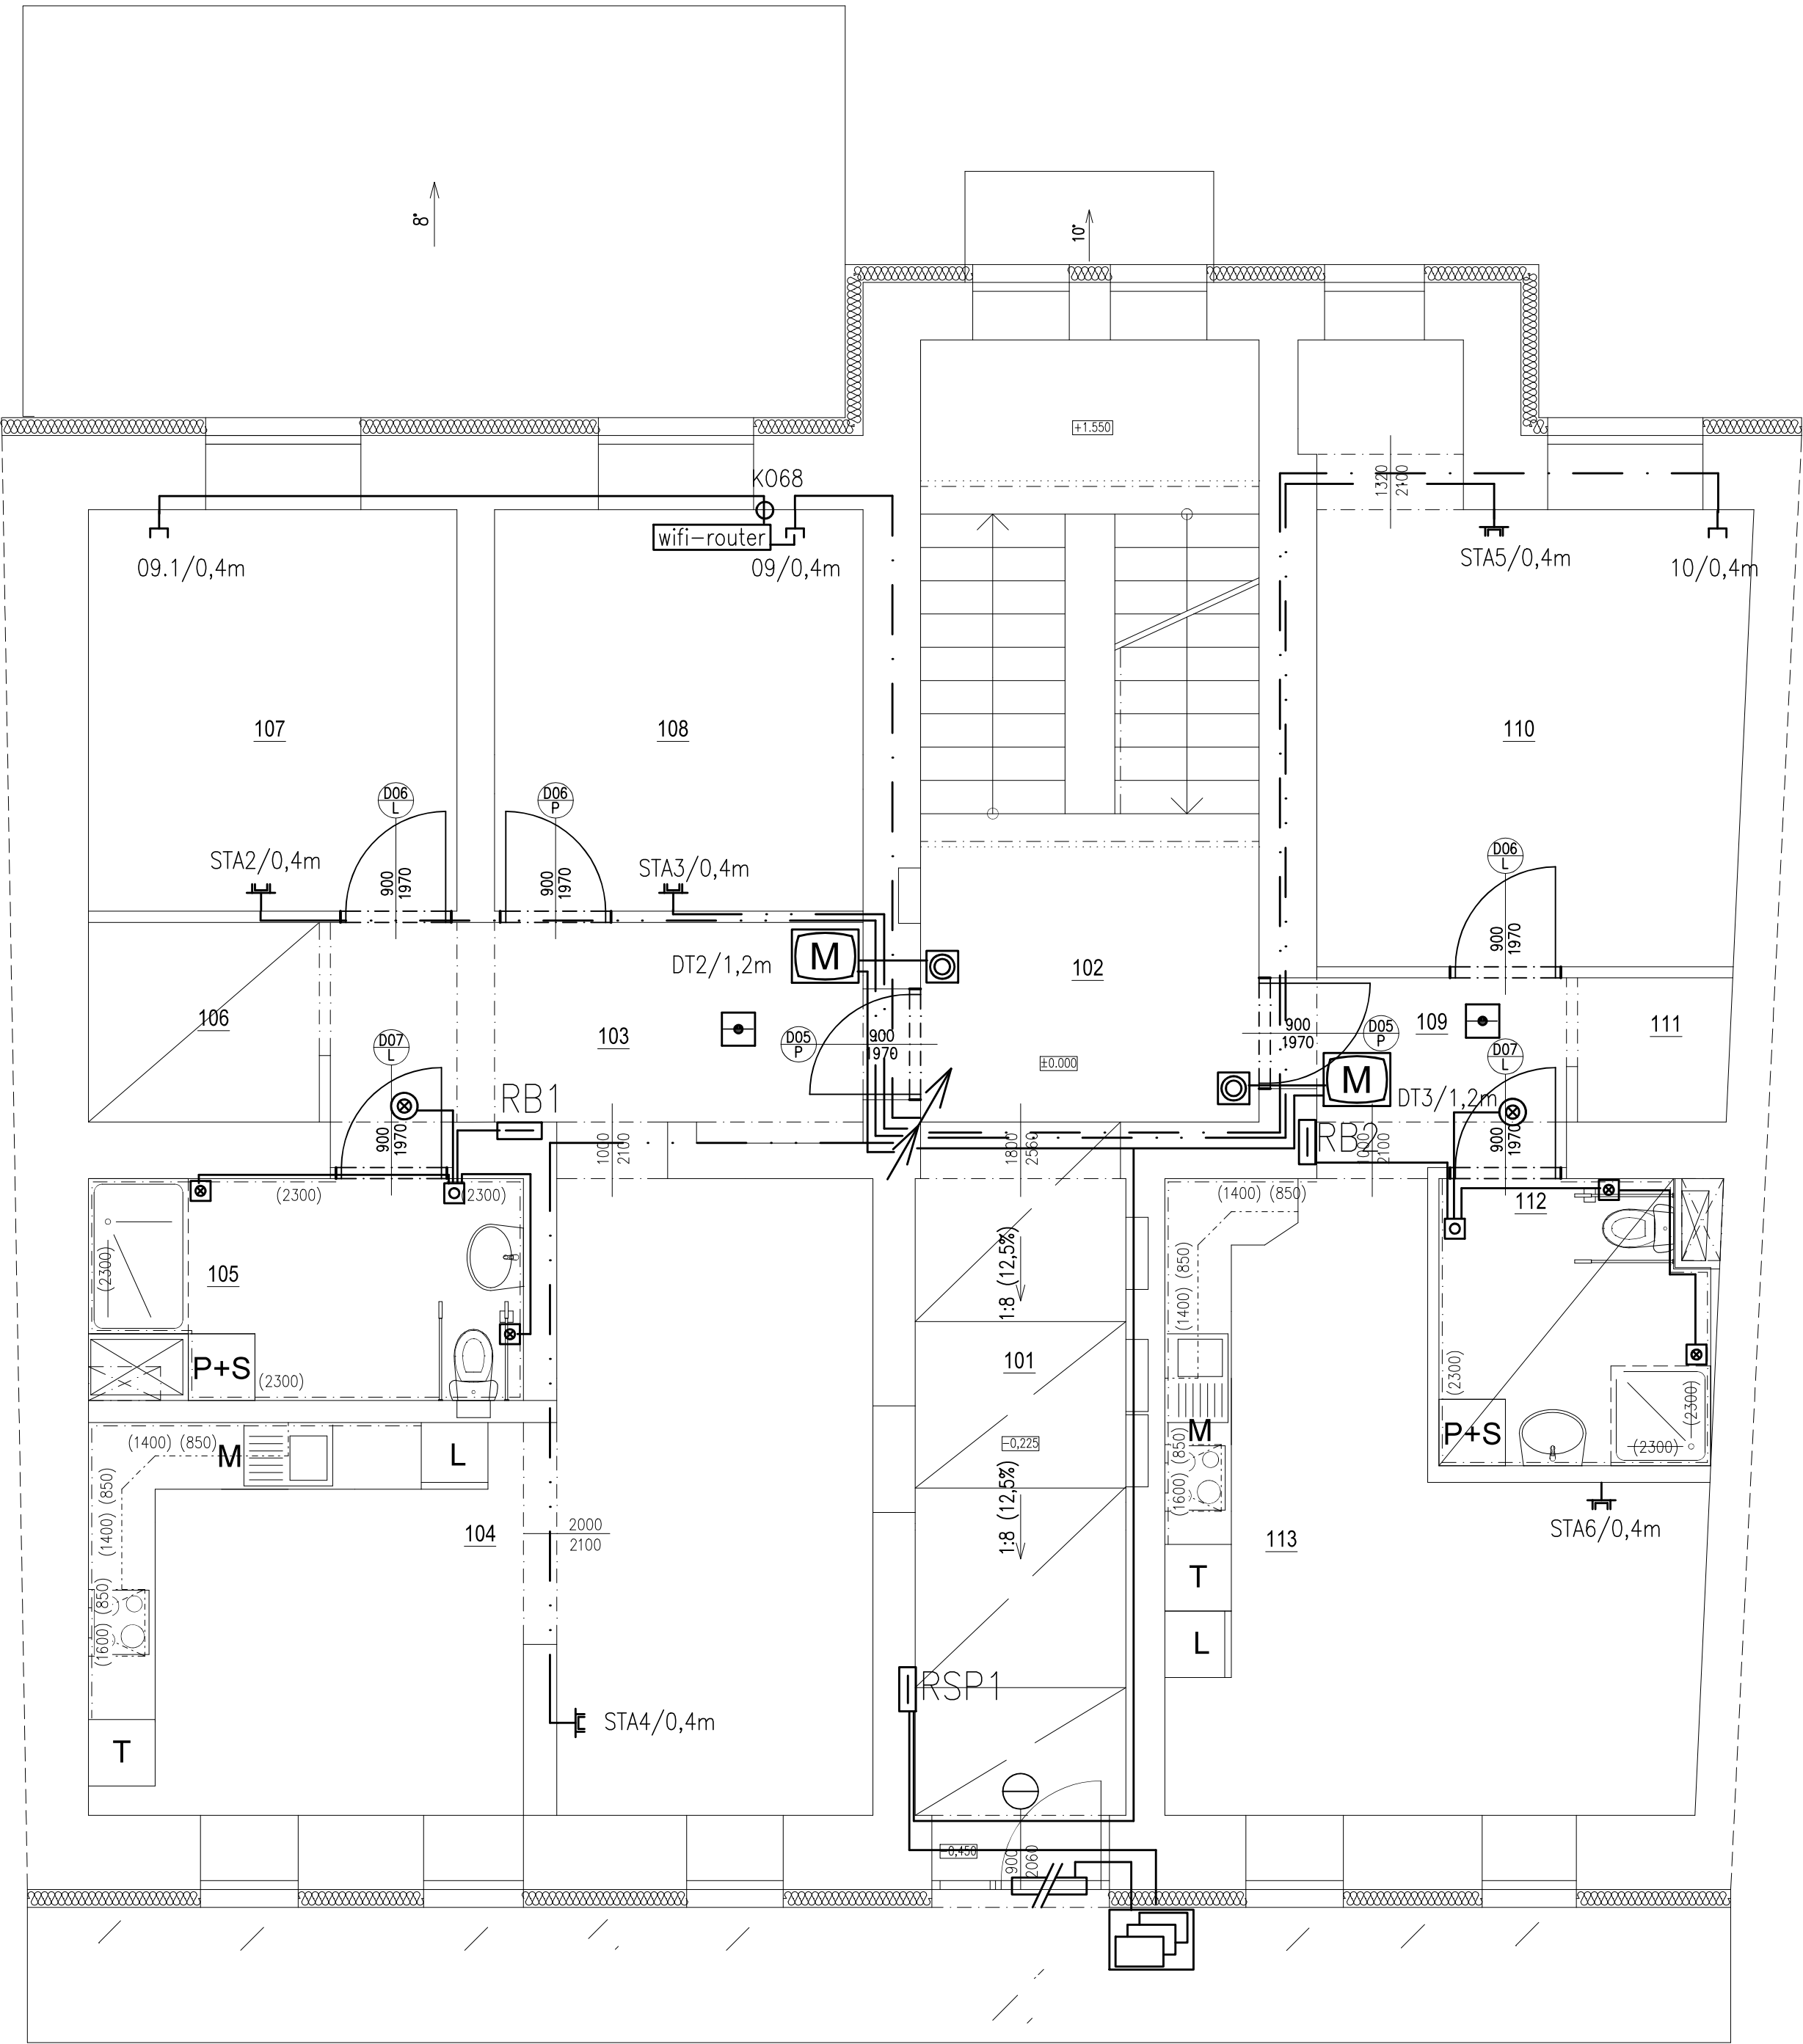 8°
10°
+1.550
KO68
wifi-router
09.1/0,4m
09/0,4m
1320
2100
STA5/0,4m
10/0,4m
107
108
110
D06
L
D06
P
D06
L
STA2/0,4m
900
1970
900
1970
STA3/0,4m
900
1970
M
DT2/1,2m
102
106
103
D07
L
D05
P
900
1970
±0.000
900
1970
D05
P
109
111
D07
L
M
DT3/1,2m
RB1
900
1970
1000
2100
1800
2560
RB2
2100
900
1970
(2300)
(2300)
(1400) (850)
112
105
(2300)
1:8 (12,5%)
(1400) (850)
P+S
(2300)
101
(2300)
(2300)
(1400) (850)
M
L
-0,225
M
P+S
(2300)
(1400) (850)
1:8 (12,5%)
(1600) (850)
104
2000
2100
113
STA6/0,4m
(1600) (850)
T
L
RSP1
STA4/0,4m
T
-0,450
900
2060